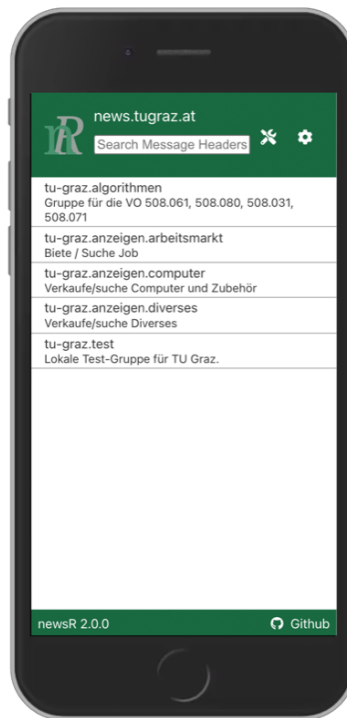 nR
news.tugraz.at
Search Message Headers
tu-graz.algorithmen
Gruppe für die VO 508.061, 508.080, 508.031,
508.071
tu-graz.anzeigen.arbeitsmarkt
Biete / Suche Job
tu-graz.anzeigen.computer
Verkaufe/suche Computer und Zubehör
tu-graz.anzeigen.diverses
Verkaufe/suche Diverses
tu-graz.test
Lokale Test-Gruppe für TU Graz.
newsR 2.0.0
Github